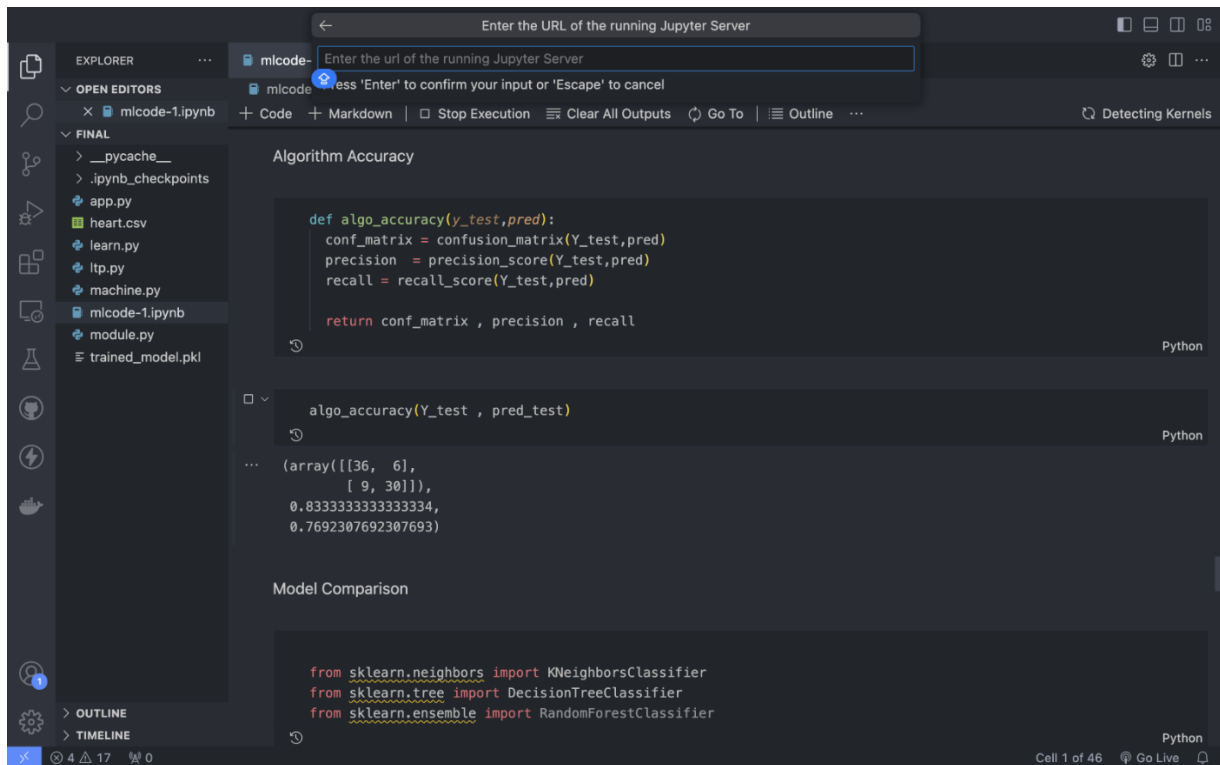 Enter the URL of the running Jupyter Server
Enter the url of the running Jupyter Server
ress 'Enter' to confirm your input or 'Escape' to cancel
EXPLORER
OPEN EDITORS
mlcode-1.ipynb
FINAL
__pycache__
.ipynb_checkpoints
app.py
heart.csv
learn.py
ltp.py
machine.py
mlcode-1.ipynb
module.py
trained_model.pkl
OUTLINE
TIMELINE
mlcode-
mlcode
+ Code + Markdown | Stop Execution Clear All Outputs Go To | Outline ...
Detecting Kernels
Algorithm Accuracy
def algo_accuracy(y_test,pred):
conf_matrix = confusion_matrix(Y_test,pred)
precision  = precision_score(Y_test,pred)
recall = recall_score(Y_test,pred)
return conf_matrix , precision , recall
Python
algo_accuracy(Y_test , pred_test)
Python
(array([[36,  6],
[ 9, 30]]),
0.8333333333333334,
0.7692307692307693)
Model Comparison
from sklearn.neighbors import KNeighborsClassifier
from sklearn.tree import DecisionTreeClassifier
from sklearn.ensemble import RandomForestClassifier
Python
1
4 17 0
Cell 1 of 46 Go Live